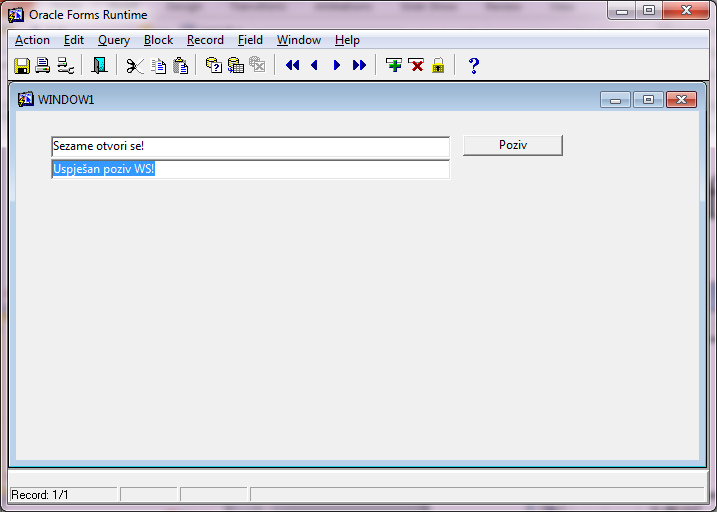 Oracle Forms Runtime
Action Edit Query Block Record Field Window Help
WINDOW1
Sezame otvori se! Poziv
Uspješan poziv WS!
Record: 1/1